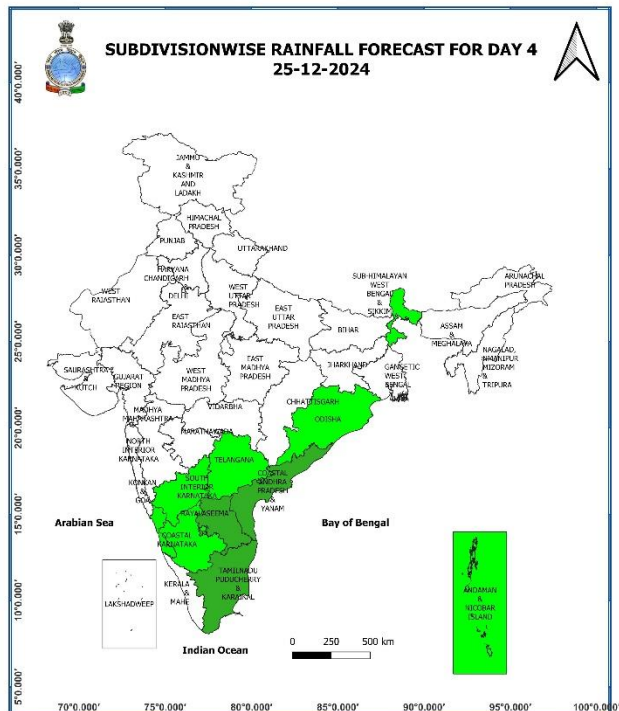 SUBDIVISIONWISE RAINFALL FORECAST FOR DAY 4
25-12-2024
40°0.000'
35°0.000'
30°0.000'
25°0.000'
20°0.000'
15°0.000'
10°0.000'
5°0.000'
JAMMU
&
KASHMIR
AND
LADAKH
HIMACHAL
PRADESH
PUNJAB
UTTARAKHAND
HARYANA
CHANDIGARH
&
DELHI
WEST
RAJASTHAN
WEST
UTTAR
PRADESH
EAST
RAJASTHAN
EAST
UTTAR
PRADESH
SUB-HIMALAYAN
WEST
BENGAL
&
SIKKIM
ARUNACHAL
PRADESH
BIHAR
ASSAM
&
MEGHALAYA
NAGALAD,
MANIPUR
MIZORAM
&
TRIPURA
SAURASHTRA
&
KUTCH
GUJARAT
REGION
WEST
MADHYA
PRADESH
EAST
MADHYA
PRADESH
JHARKHAND
GANGETIC
WEST
BENGAL
CHHATTISGARH
ODISHA
VIDARBHA
MADHYA
MAHARASHTRA
MARATHAWADA
NORTH
INTERIOR
KARNATAKA
TELANGANA
KONKAN
&
GOA
SOUTH
INTERIOR
KARNATAKA
COASTAL
ANDHRA
PRADESH
&
YANAM
RAYALASEEMA
Arabian Sea
Bay of Bengal
COASTAL
KARNATAKA
TAMILNADU
PUDUCHERRY
&
KARAIKAL
KERALA
&
MAHE
LAKSHADWEEP
ANDAMAN
&
NICOBAR
ISLAND
Indian Ocean
0 250 500 km
70°0.000' 75°0.000' 80°0.000' 85°0.000' 90°0.000' 95°0.000' 100°0.000'